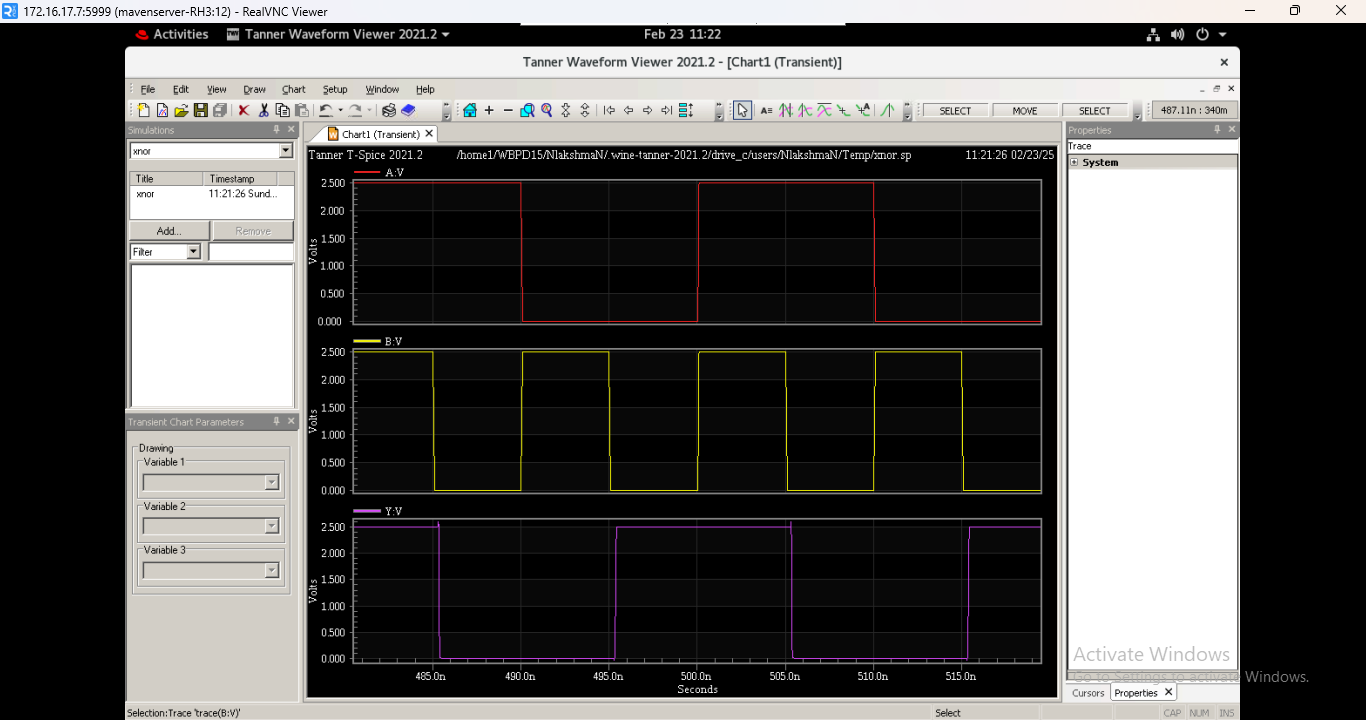 172.16.17.7:5999 (mavenserver-RH3:12) - RealVNC Viewer
Activities Tanner Waveform Viewer 2021.2 Feb 23 11:22
Tanner Waveform Viewer 2021.2 - [Chart1 (Transient)]
File Edit View Draw Chart Setup Window Help
SELECT MOVE SELECT 487.11n : 340m
Simulations
xnor
Title Timestamp
xnor 11:21:26 Sund...
Add... Remove
Filter
Transient Chart Parameters
Drawing
Variable 1
Variable 2
Variable 3
Chart1 (Transient)
Tanner T-Spice 2021.2 /home1/WBPD15/NlakshmaN/.wine-tanner-2021.2/drive_c/users/NlakshmaN/Temp/xnor.sp 11:21:26 02/23/25
A:V
2.500
2.000
1.500
1.000
0.500
0.000
Volts
B:V
2.500
2.000
1.500
1.000
0.500
0.000
Volts
Y:V
2.500
2.000
1.500
1.000
0.500
0.000
Volts
485.0n 490.0n 495.0n 500.0n 505.0n 510.0n 515.0n
Seconds
Properties
Trace
System
Activate Windows
Go to Settings to activate Windows.
Cursors Properties
Selection:Trace 'trace(B:V)' Select CAP NUM INS